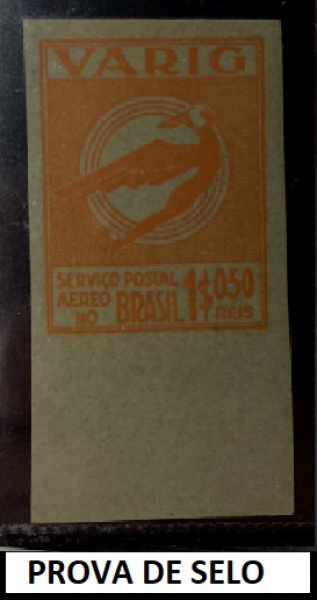 VARIG
SERVIÇO POSTAL
AEREO
NO
BRASIL
1$050
REIS
PROVA DE SELO